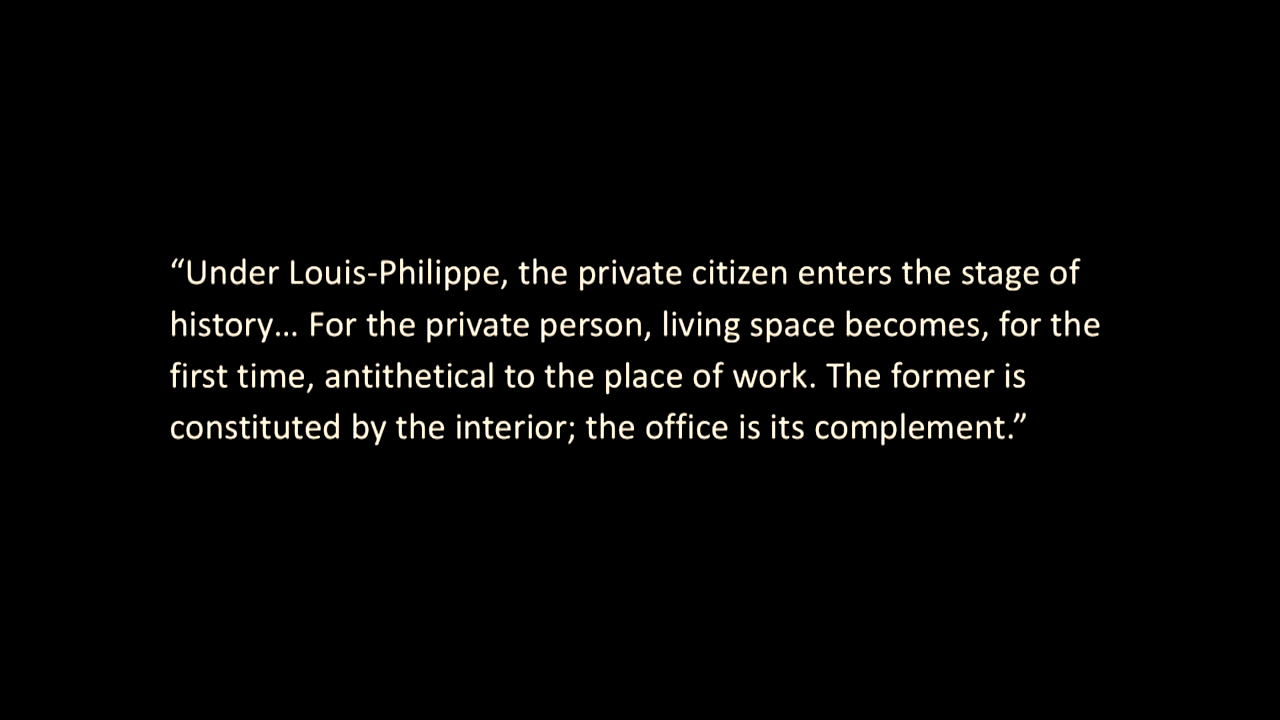 “Under Louis-Philippe, the private citizen enters the stage of
history... For the private person, living space becomes, for the
first time, antithetical to the place of work. The former is
constituted by the interior; the office is its complement.”